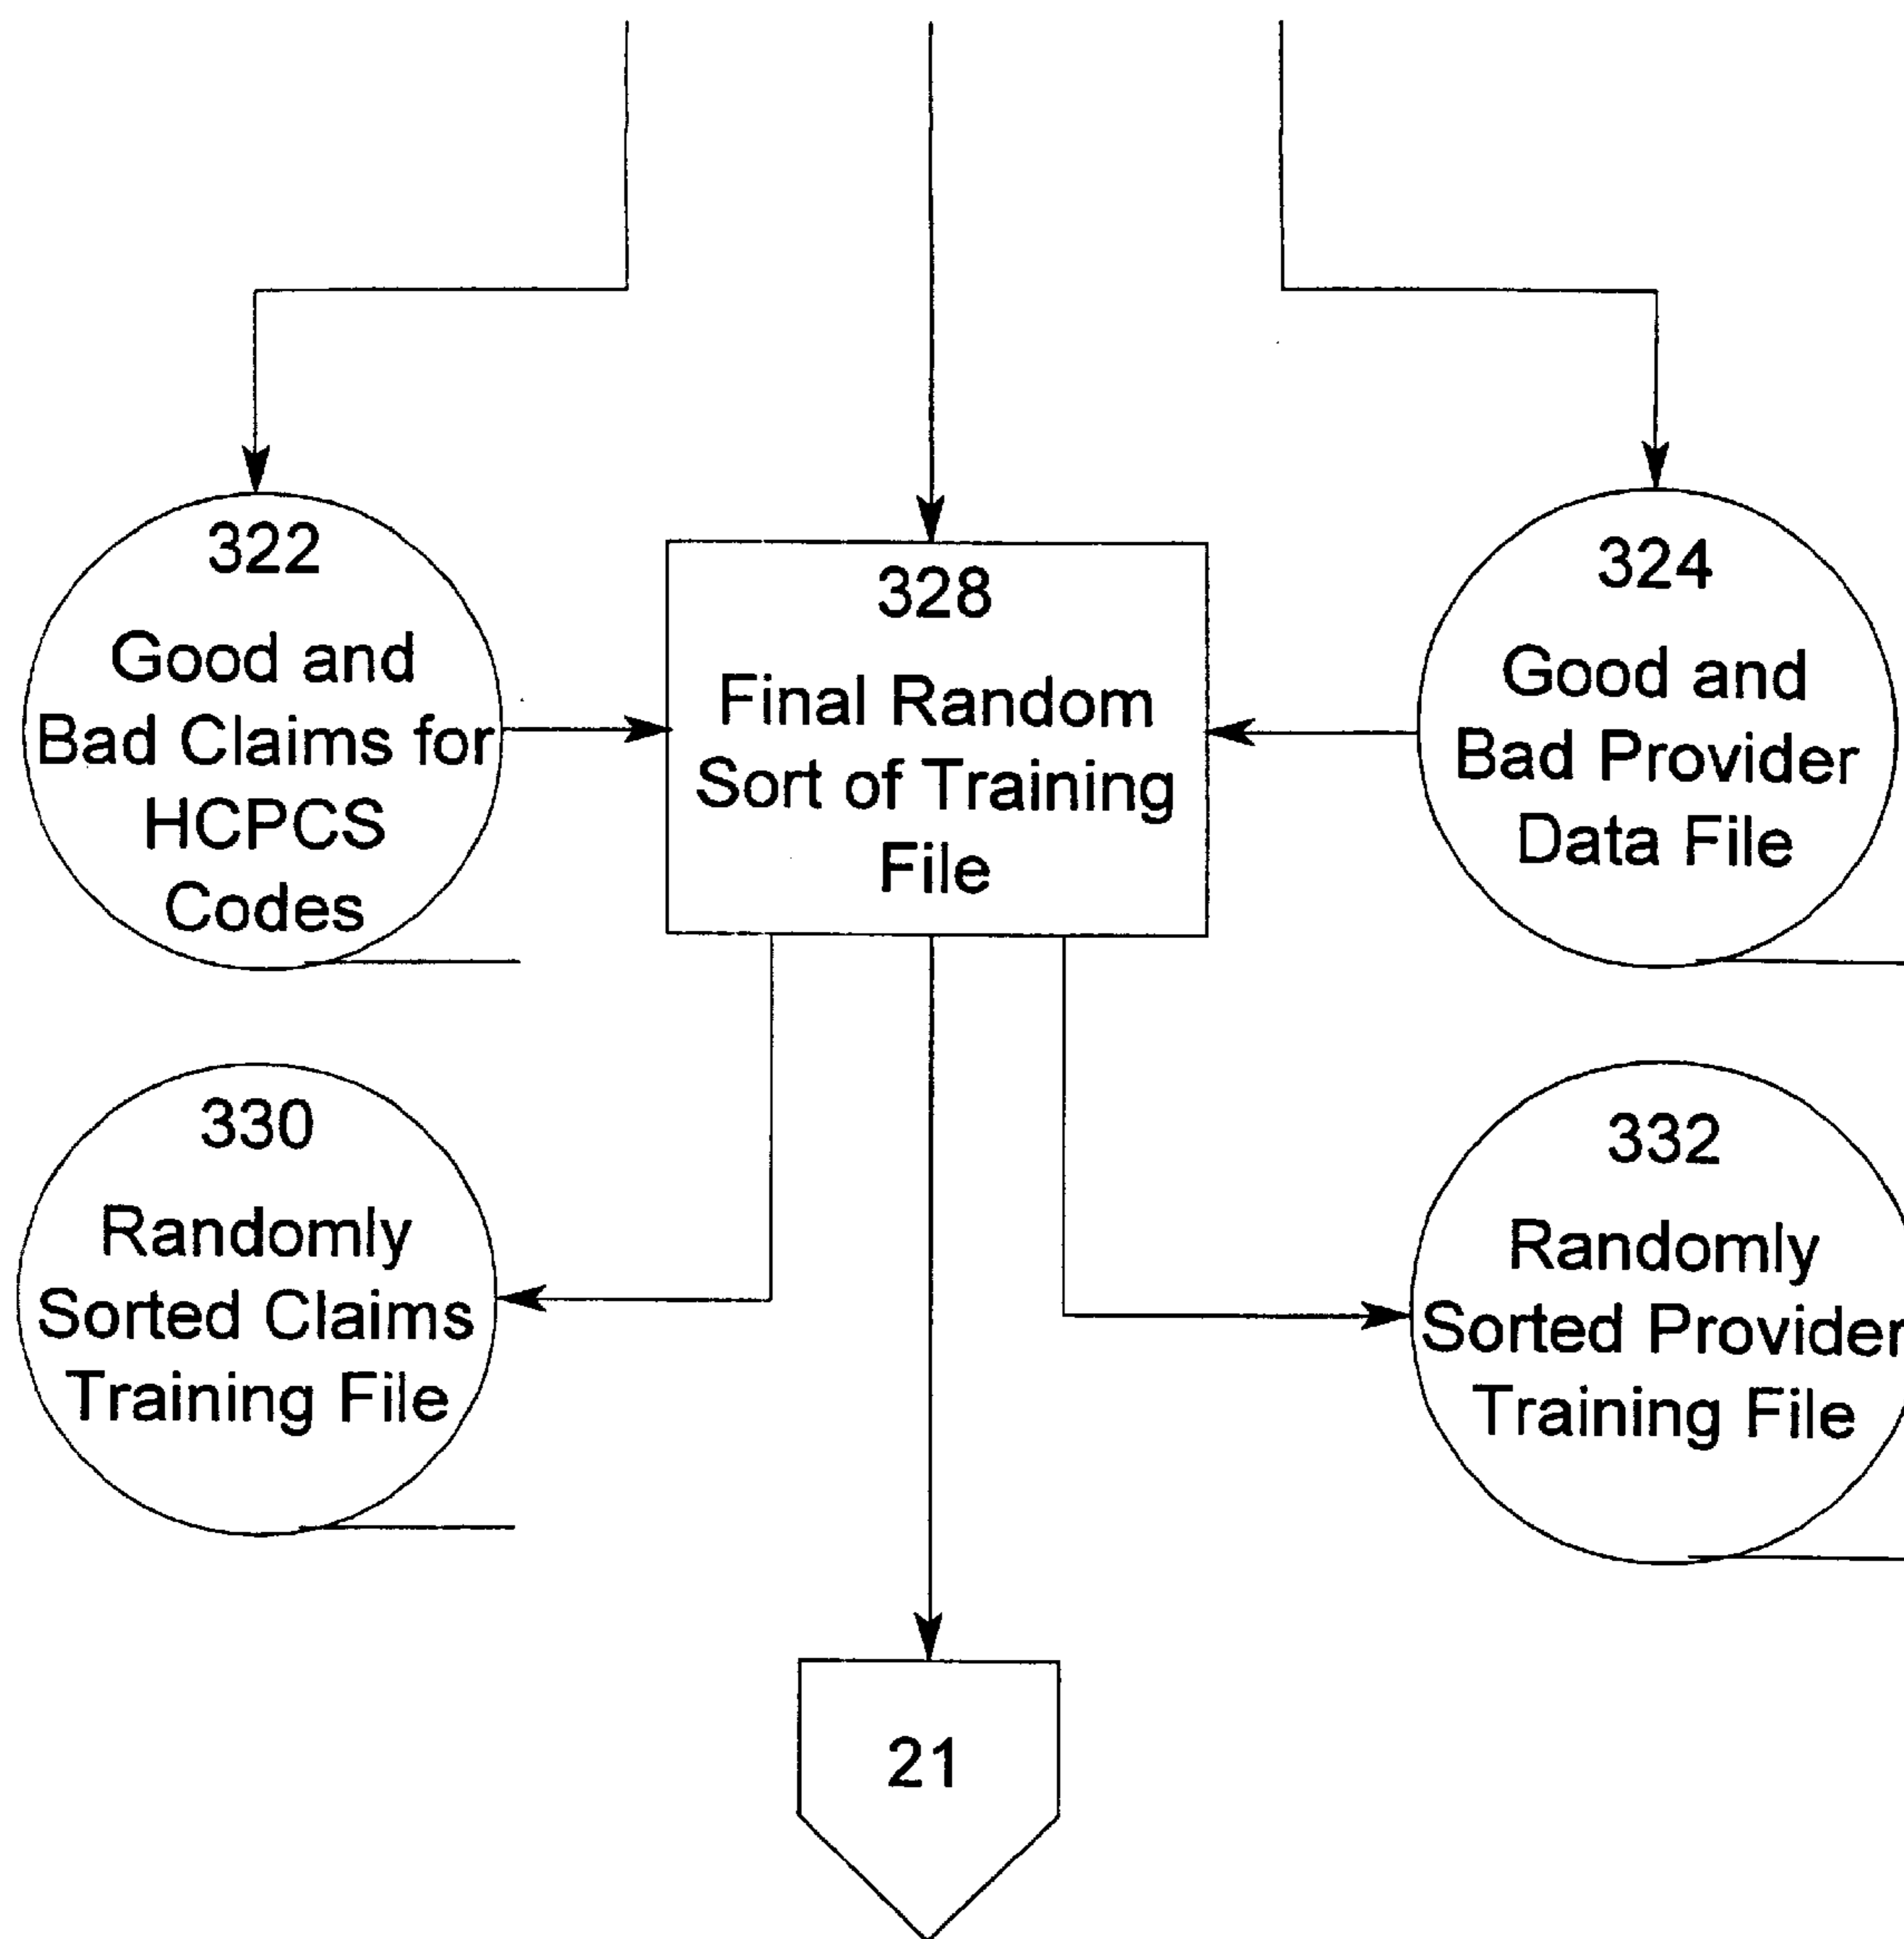 322
Good and
Bad Claims for
HCPCS
Codes
328
Final Random
Sort of Training
File
324
Good and
Bad Provider
Data File
330
Randomly
Sorted Claims
Training File
332
Randomly
Sorted Provider
Training File
21